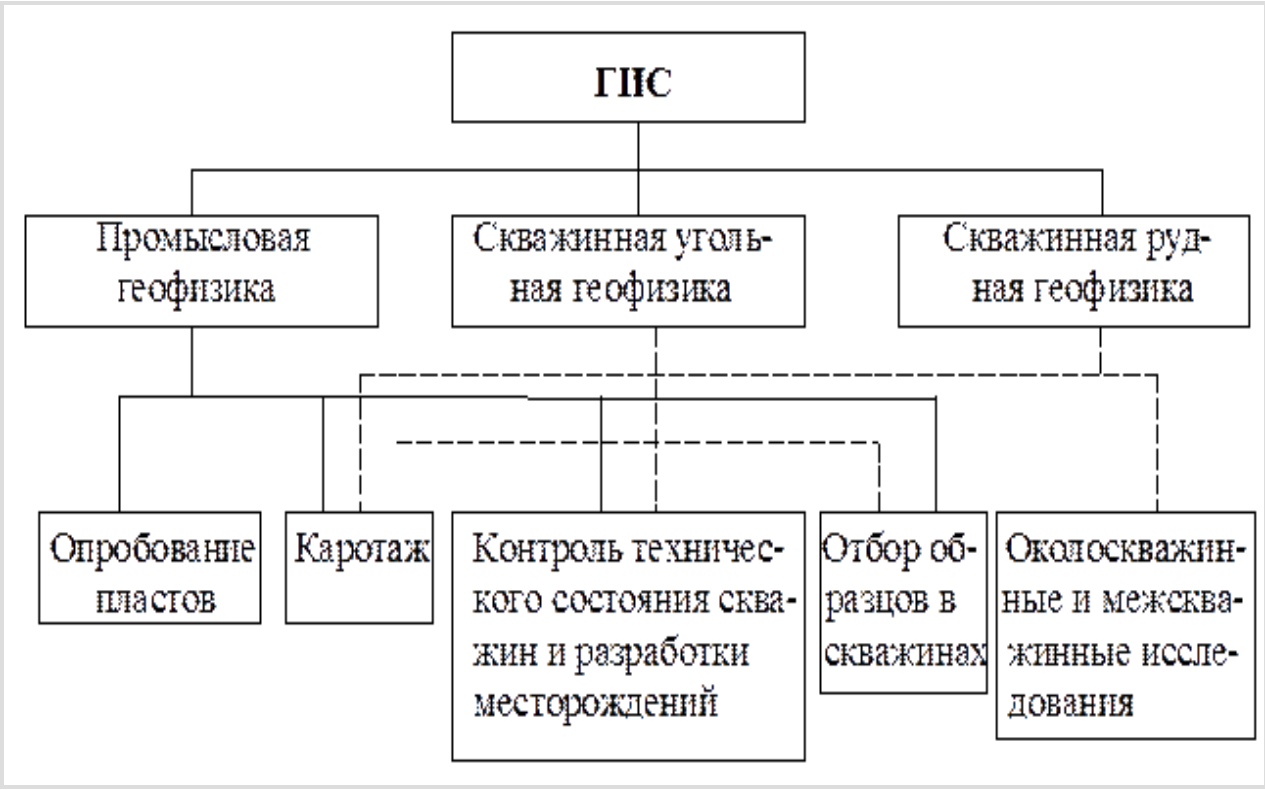 ГИС
Промысловая
геофизика
Скважинная уголь-
ная геофизика
Скважинная руд-
ная геофизика
Опробование
пластов
Каротаж
Контроль техничес-
кого состояния сква-
жин и разработки
месторождений
Отбор об-
разцов в
скважинах
Околоскважин-
ные и межсква-
жинные иссле-
дования